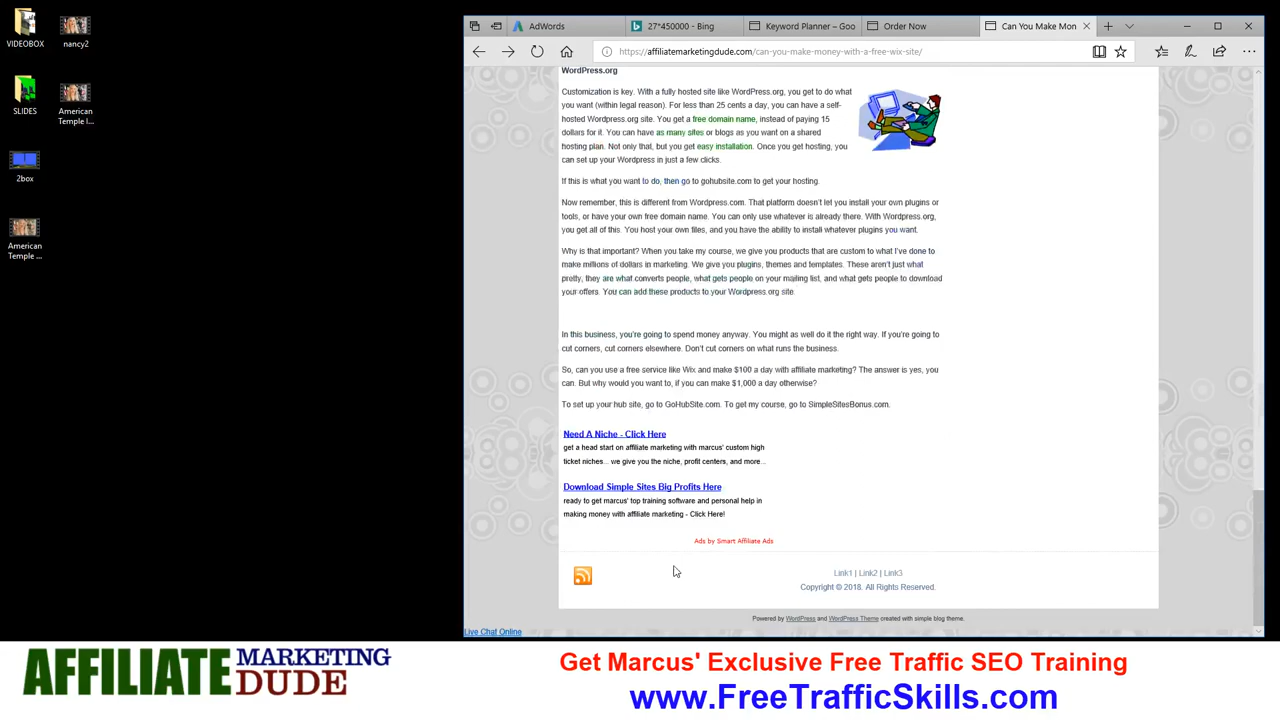 VIDEOBOX
nancy2
SLIDES
American
Temple I...
2box
American
Temple ...
AdWords
27*450000 - Bing
Keyword Planner – Goo
Order Now
Can You Make Mon
https://affiliatemarketingdude.com/can-you-make-money-with-a-free-wix-site/
WordPress.org
Customization is key. With a fully hosted site like WordPress.org, you get to do what
you want (within legal reason). For less than 25 cents a day, you can have a self-
hosted Wordpress.org site. You get a free domain name, instead of paying 15
dollars for it. You can have as many sites or blogs as you want on a shared
hosting plan. Not only that, but you get easy installation. Once you get hosting, you
can set up your Wordpress in just a few clicks.
If this is what you want to do, then go to gohubsite.com to get your hosting.
Now remember, this is different from Wordpress.com. That platform doesn't let you install your own plugins or
tools, or have your own free domain name. You can only use whatever is already there. With Wordpress.org,
you get all of this. You host your own files, and you have the ability to install whatever plugins you want.
Why is that important? When you take my course, we give you products that are custom to what I've done to
make millions of dollars in marketing. We give you plugins, themes and templates. These aren't just what
pretty, they are what converts people, what gets people on your mailing list, and what gets people to download
your offers. You can add these products to your Wordpress.org site.
In this business, you're going to spend money anyway. You might as well do it the right way. If you're going to
cut corners, cut corners elsewhere. Don't cut corners on what runs the business.
So, can you use a free service like Wix and make $100 a day with affiliate marketing? The answer is yes, you
can. But why would you want to, if you can make $1,000 a day otherwise?
To set up your hub site, go to GoHubSite.com. To get my course, go to SimpleSitesBonus.com.
Need A Niche - Click Here
get a head start on affiliate marketing with marcus' custom high
ticket niches... we give you the niche, profit centers, and more...
Download Simple Sites Big Profits Here
ready to get marcus' top training software and personal help in
making money with affiliate marketing - Click Here!
Ads by Smart Affiliate Ads
Link1 | Link2 | Link3
Copyright © 2018. All Rights Reserved.
Powered by WordPress and WordPress Theme created with simple blog theme.
Live Chat Online
AFFILIATE MARKETING DUDE
Get Marcus' Exclusive Free Traffic SEO Training
www.FreeTrafficSkills.com